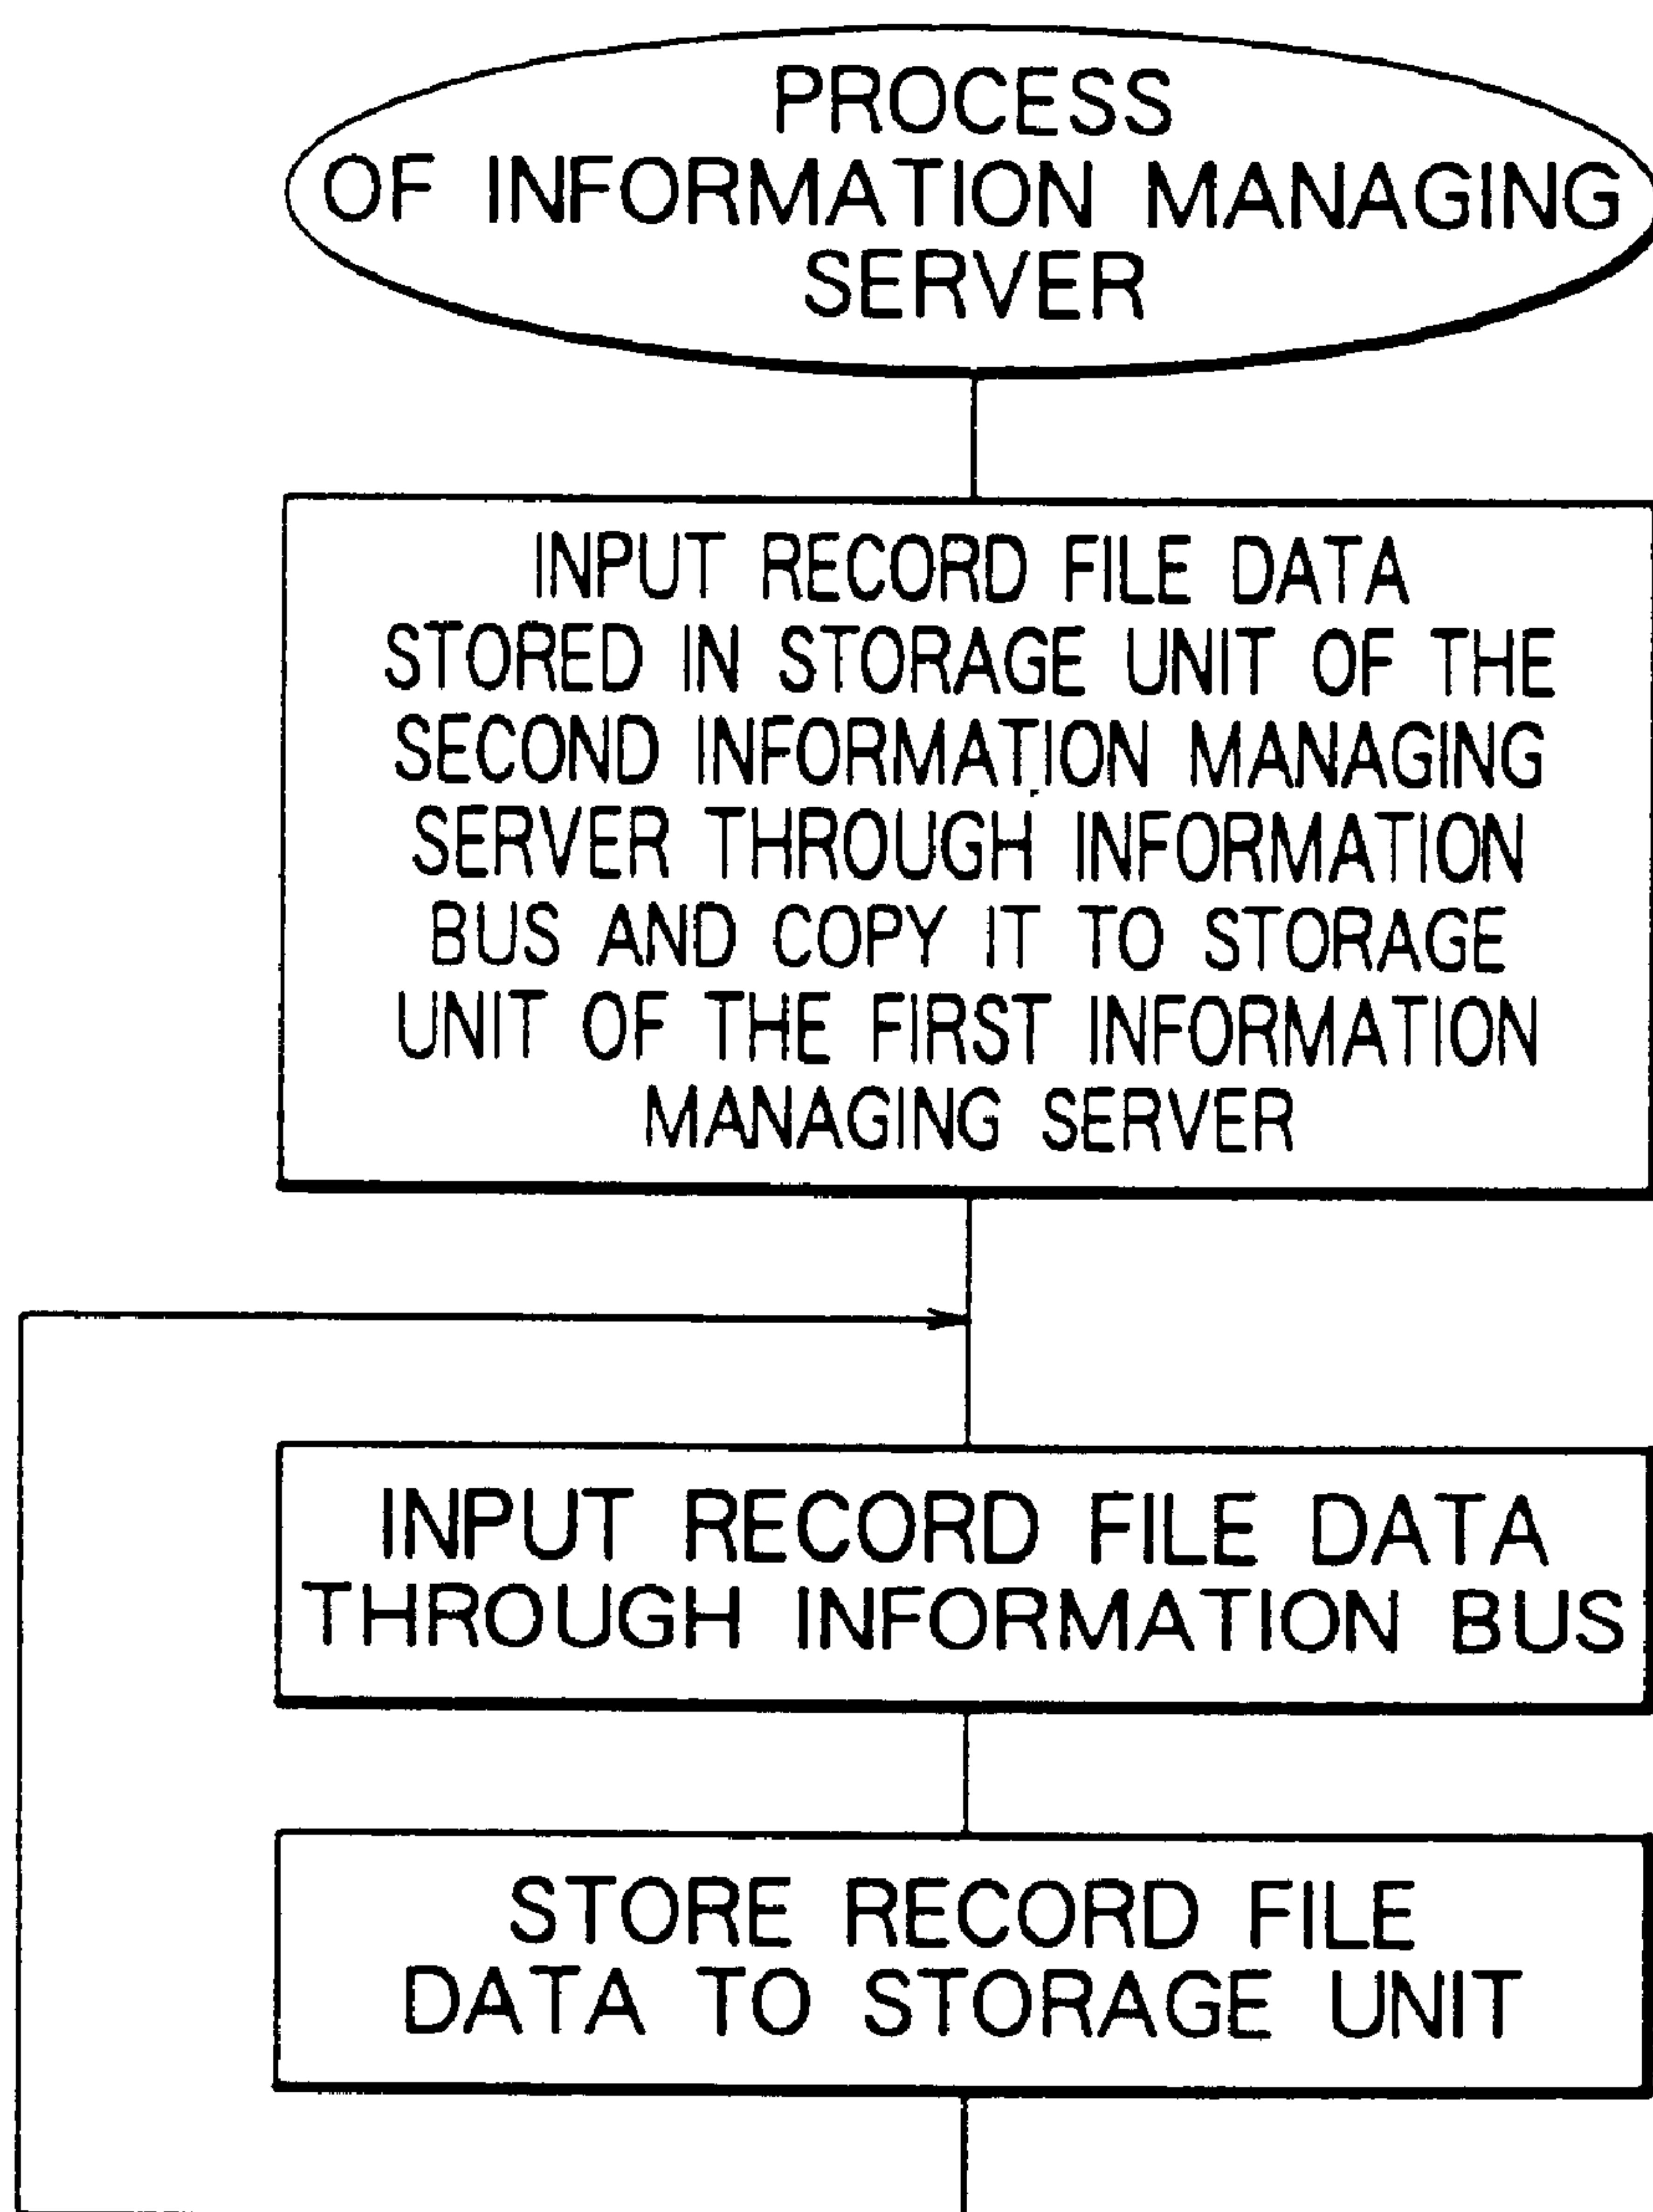 PROCESS
OF INFORMATION MANAGING
SERVER
INPUT RECORD FILE DATA
STORED IN STORAGE UNIT OF THE
SECOND INFORMATION MANAGING
SERVER THROUGH INFORMATION
BUS AND COPY IT TO STORAGE
UNIT OF THE FIRST INFORMATION
MANAGING SERVER
INPUT RECORD FILE DATA
THROUGH INFORMATION BUS
STORE RECORD FILE
DATA TO STORAGE UNIT